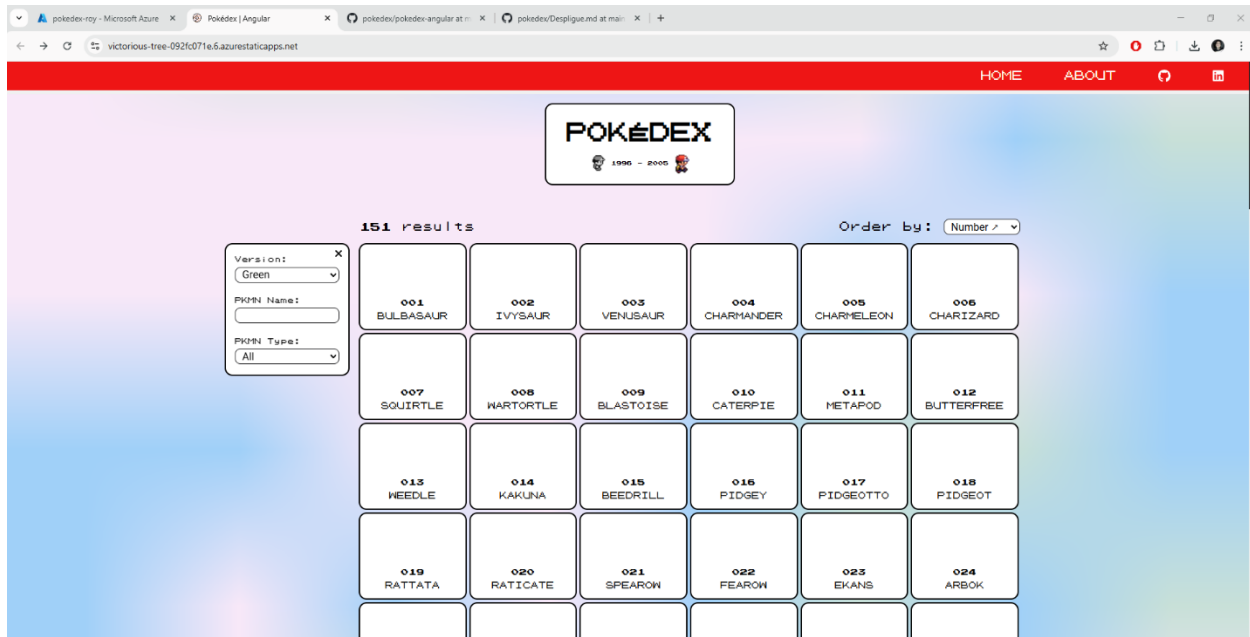 pokedex-roy - Microsoft Azure
Pokédex | Angular
pokedex/pokedex-angular at m
pokedex/Despligue.md at main
victorious-tree-092fc071e.6.azurestaticapps.net
HOME ABOUT
POKÉDEX
1996 - 2005
151 results
Order by: Number ↗
Version:
Green
PKMN Name:
PKMN Type:
All
001 002 003 004 005 006
BULBASAUR IVYSAUR VENUSAUR CHARMANDER CHARMELEON CHARIZARD
007 008 009 010 011 012
SQUIRTLE WARTORTLE BLASTOISE CATERPIE METAPOD BUTTERFREE
013 014 015 016 017 018
WEEDLE KAKUNA BEEDRILL PIDGEY PIDGEOTTO PIDGEOT
019 020 021 022 023 024
RATTATA RATICATE SPEAROW FEAROW EKANS ARBOK